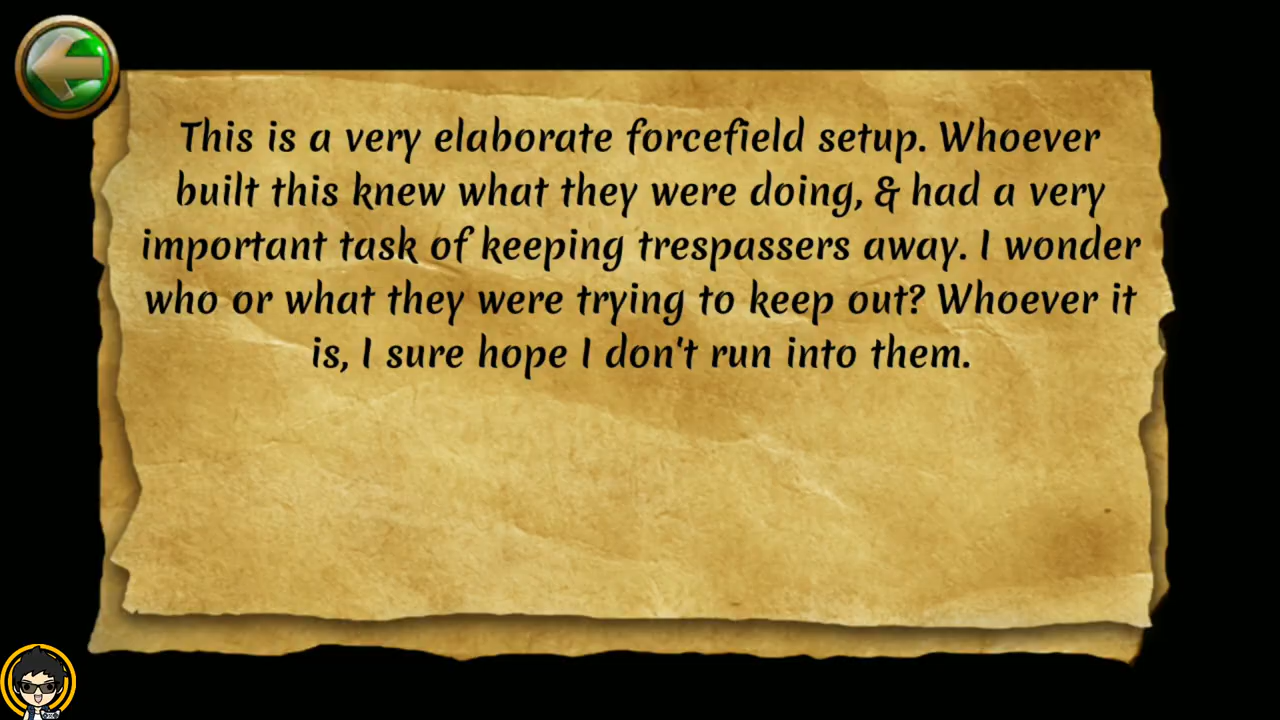 This is a very elaborate forcefield setup. Whoever
built this knew what they were doing, & had a very
important task of keeping trespassers away. I wonder
who or what they were trying to keep out? Whoever it
is, I sure hope I don't run into them.